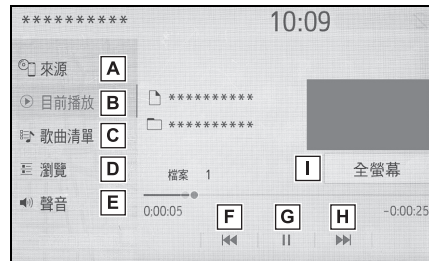 **********
10:09
來源 A
目前播放 B
歌曲清單 C
瀏覽 D
聲音 E
**********
**********
檔案 1
I 全螢幕
0;00:05
F G H
-0:00:25